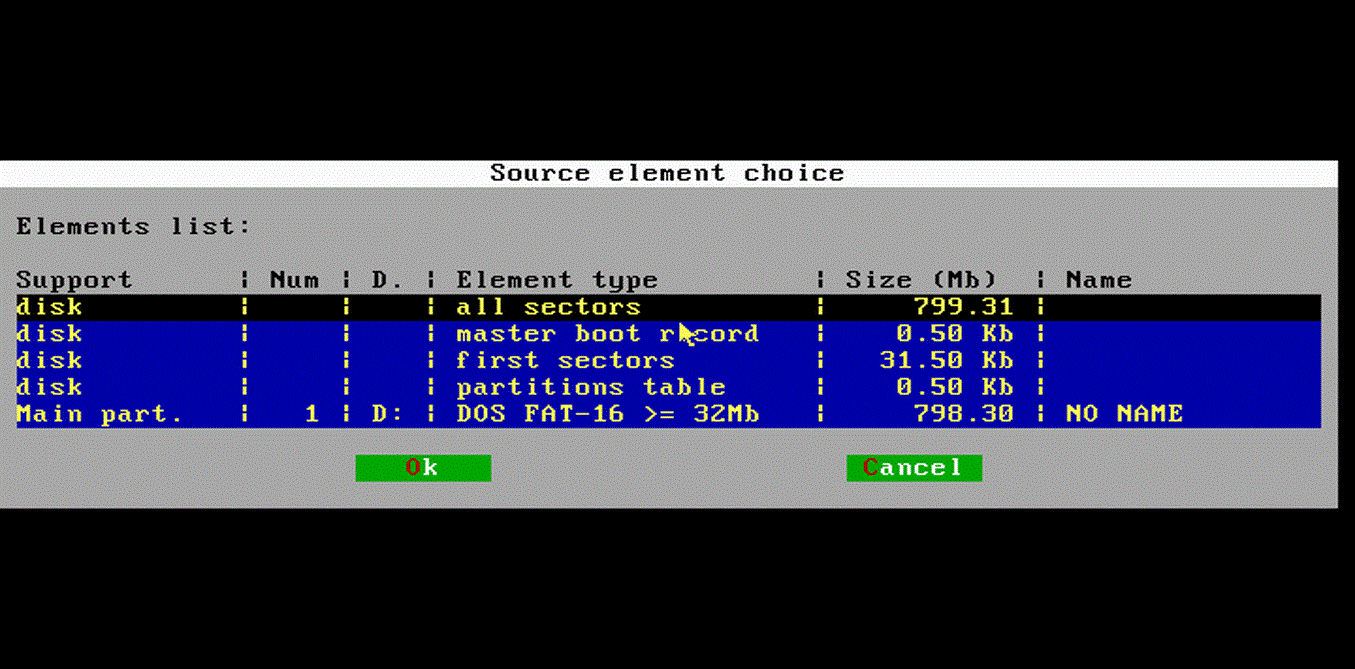 Source element choice
Elements list:
Support ¦ Num ¦ D. ¦ Element type ¦ Size (Mb) ¦ Name
disk ¦ ¦ ¦ all sectors ¦ 799.31 ¦
disk ¦ ¦ ¦ master boot record ¦ 0.50 Kb ¦
disk ¦ ¦ ¦ first sectors ¦ 31.50 Kb ¦
disk ¦ ¦ ¦ partitions table ¦ 0.50 Kb ¦
Main part. ¦ 1 ¦ D: ¦ DOS FAT-16 >= 32Mb ¦ 798.30 ¦ NO NAME
Ok Cancel